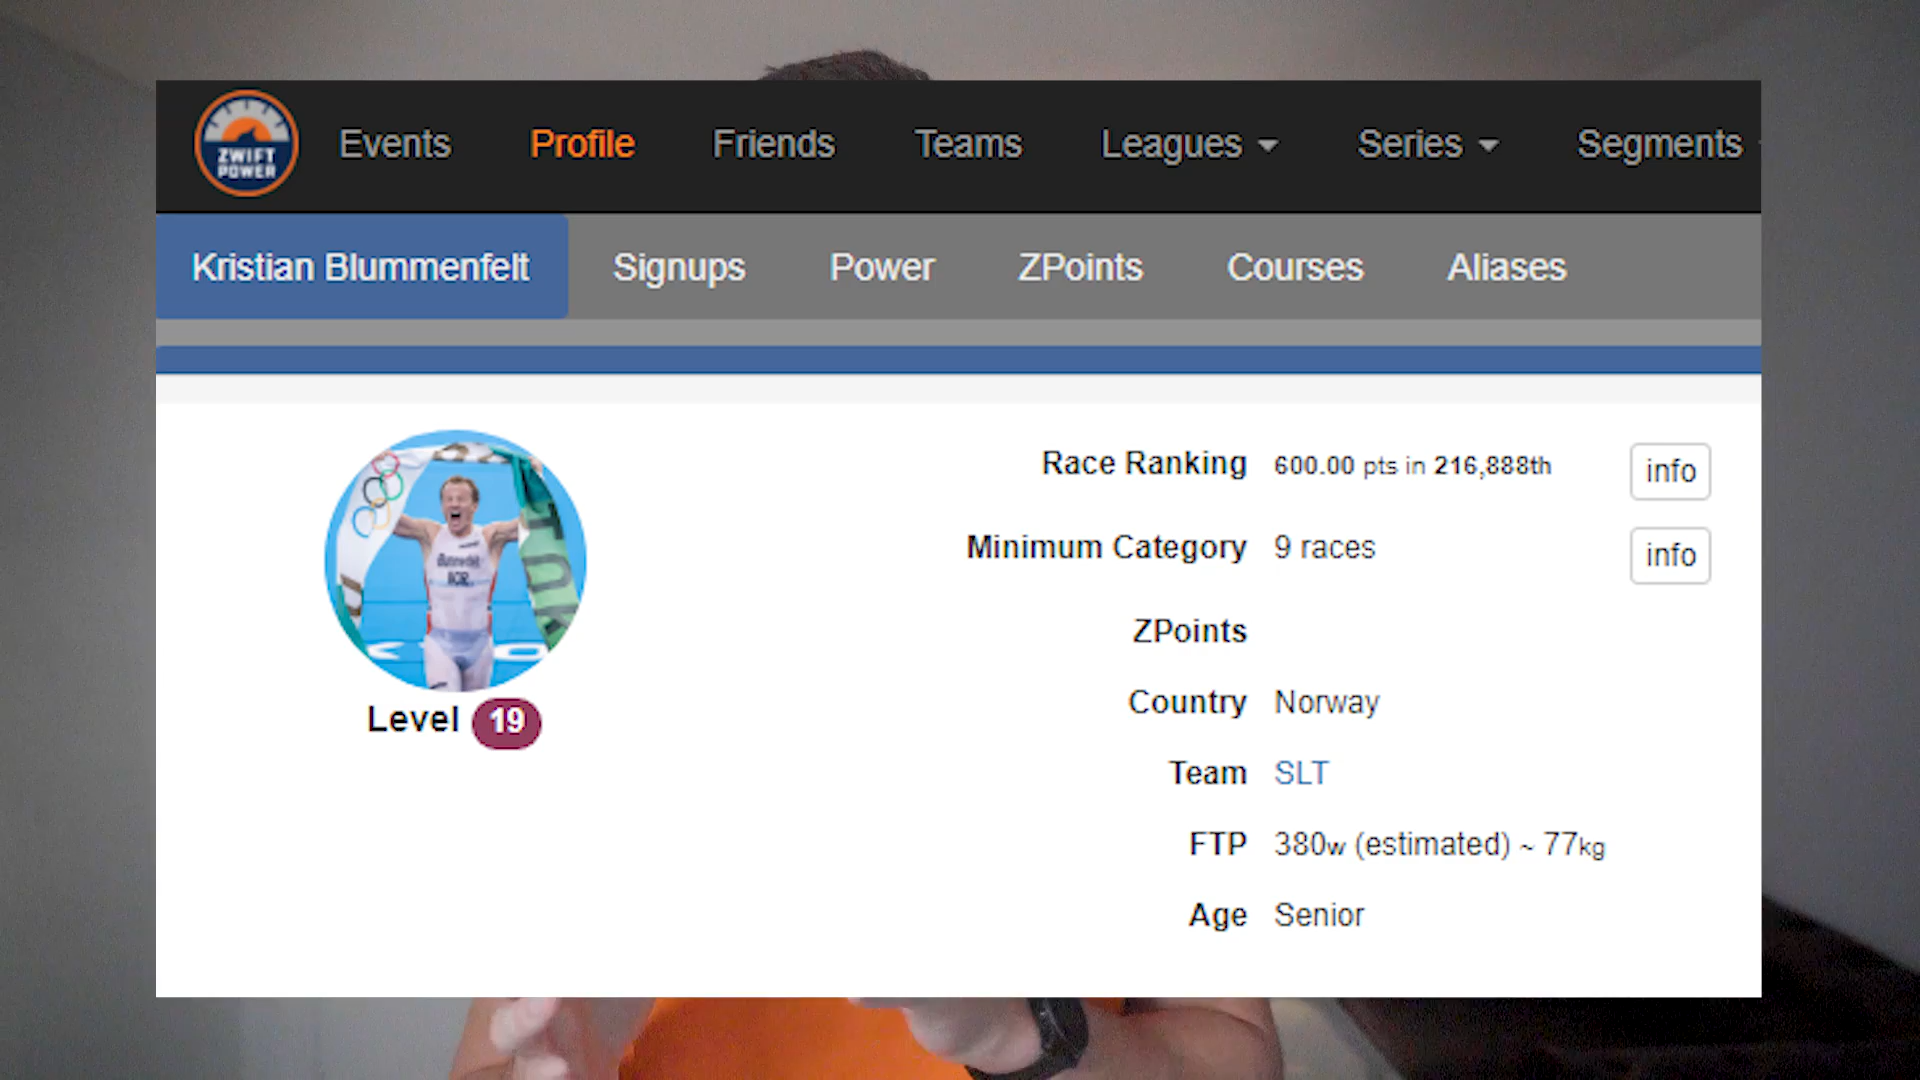 ZWIFT
POWER
Events Profile Friends Teams Leagues Series Segments
Kristian Blummenfelt Signups Power ZPoints Courses Aliases
Race Ranking 600.00 pts in 216,888th info
Minimum Category 9 races info
ZPoints
Country Norway
Team SLT
FTP 380w (estimated) ~ 77kg
Age Senior
NOR
Level 19